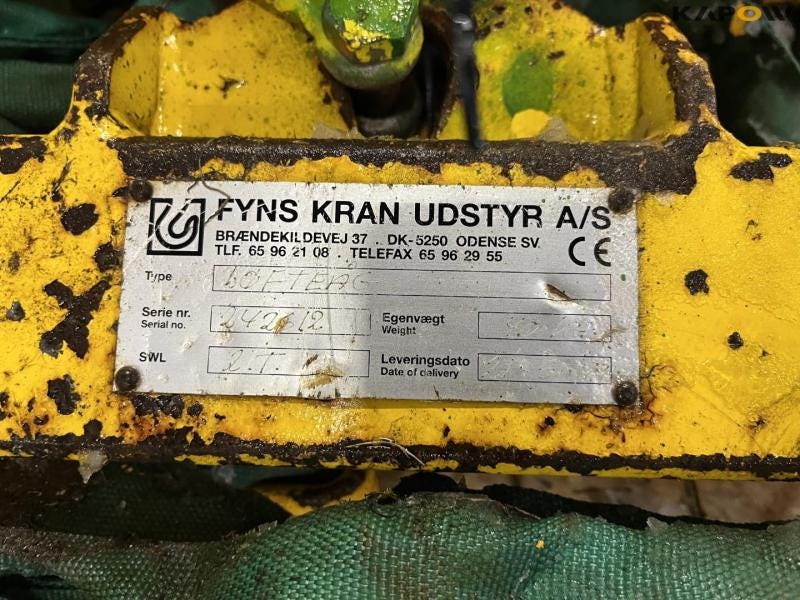 KAPOW
FYNS KRAN UDSTYR A/S
BRÆNDEKILDEVEJ 37 . DK-5250 ODENSE SV.
TLF. 65 96 21 08 . TELEFAX 65 96 29 55
CE
Type
Serie nr.
Serial no.
Egenvægt
Weight
SWL
2.T.
Leveringsdato
Date of delivery